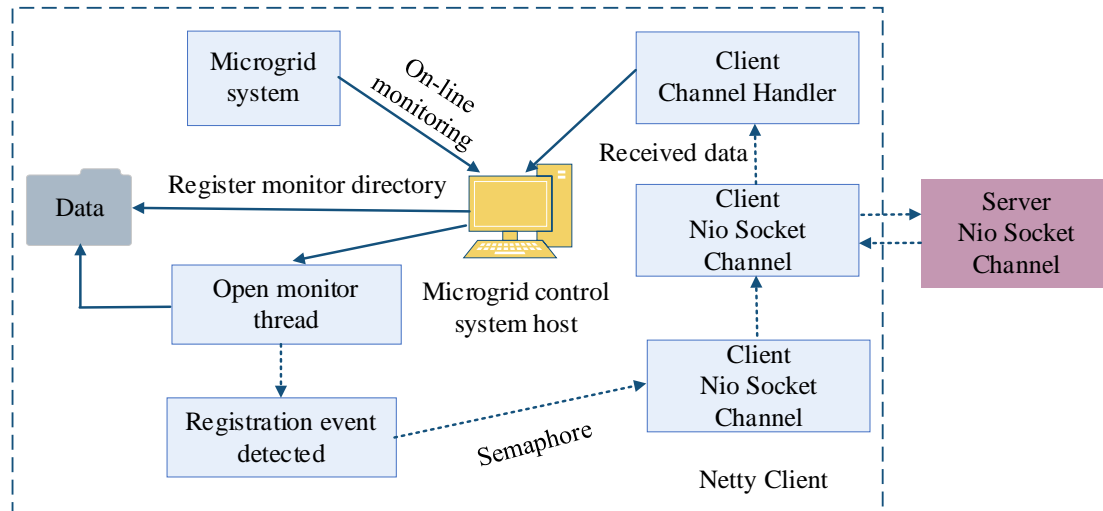 Microgrid
system
On-line
monitoring
Client
Channel Handler
Received data
Data
Register monitor directory
Client
Nio Socket
Channel
Server
Nio Socket
Channel
Open monitor
thread
Microgrid control
system host
Client
Nio Socket
Channel
Registration event
detected
Semaphore
Netty Client